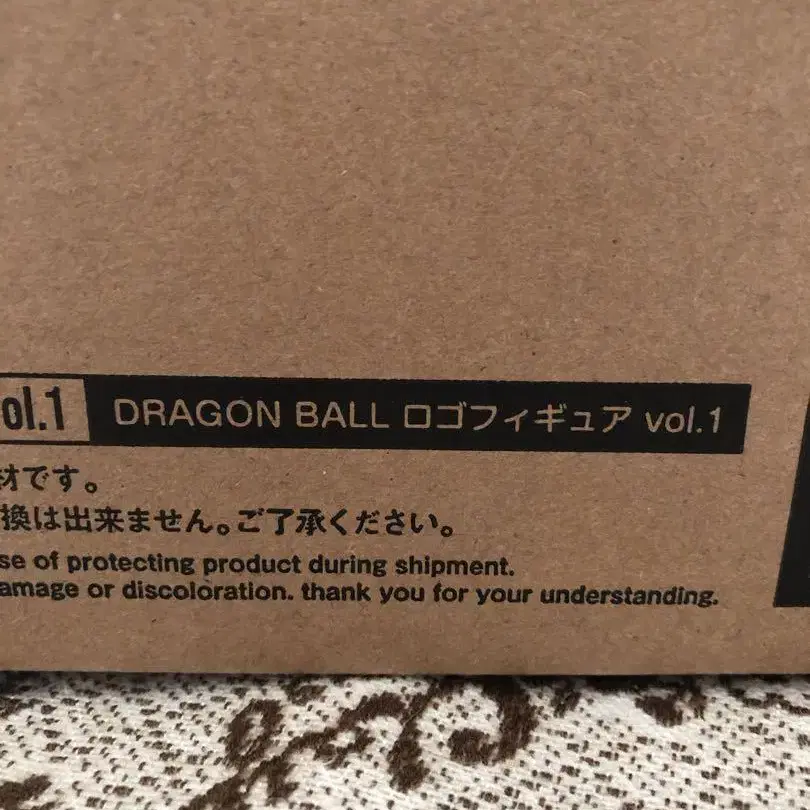 ol.1 DRAGON BALL ロゴフィギュア vol.1
材です。
換は出来ません。ご了承ください。
se of protecting product during shipment.
amage or discoloration. thank you for your understanding.